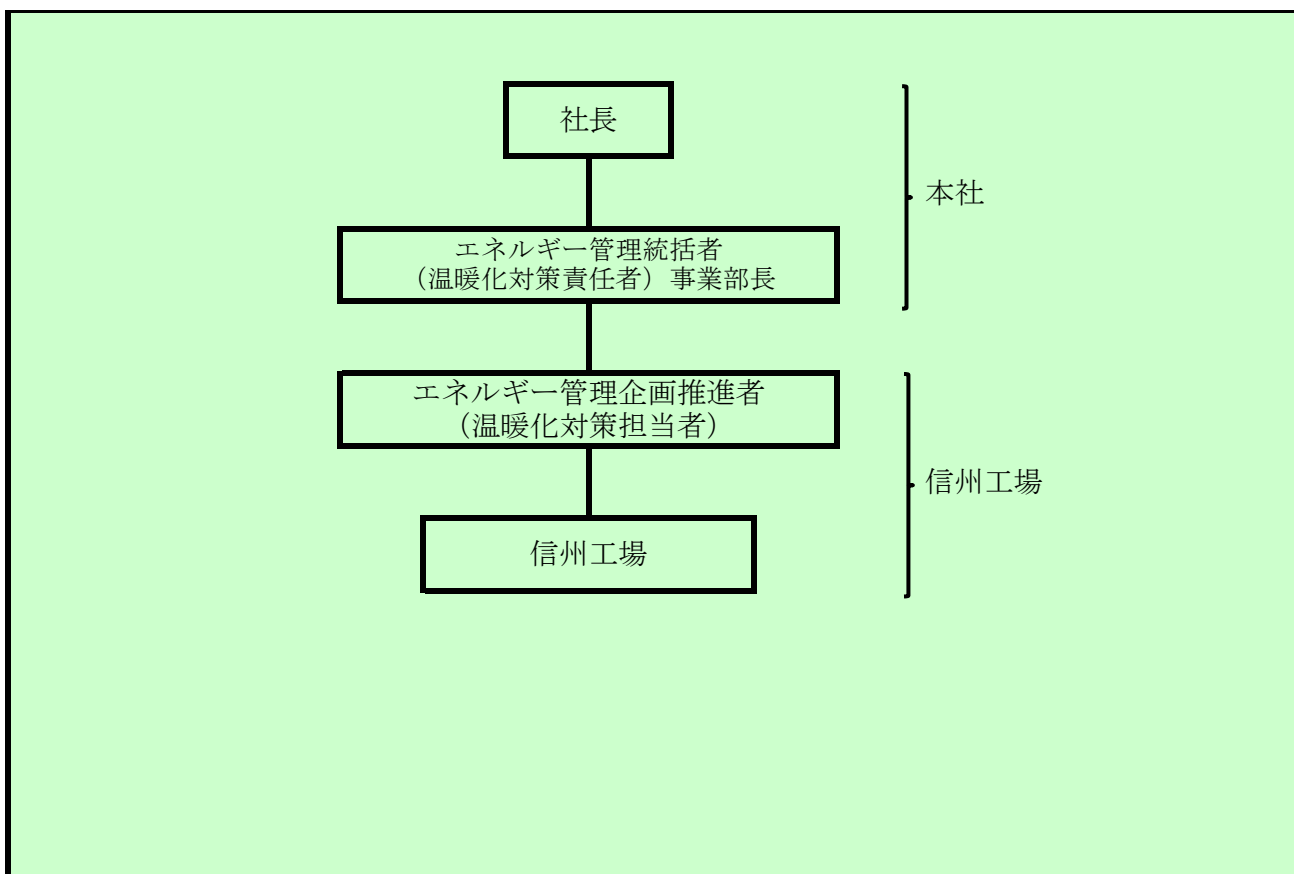 社長
本社
エネルギー管理統括者
（温暖化対策責任者）事業部長
エネルギー管理企画推進者
（温暖化対策担当者）
信州工場
信州工場